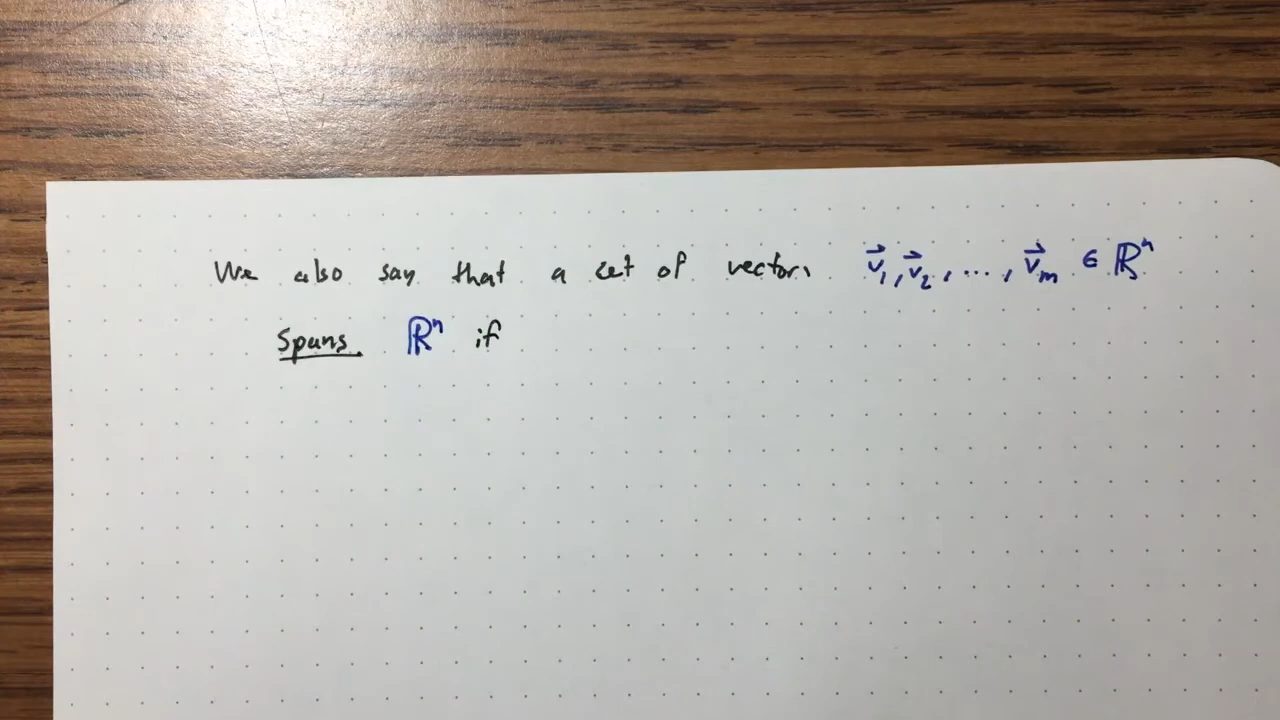 We also say that a set of vectors v⃗₁, v⃗₂, ..., v⃗ₘ ∈ ℝⁿ
spans ℝⁿ if